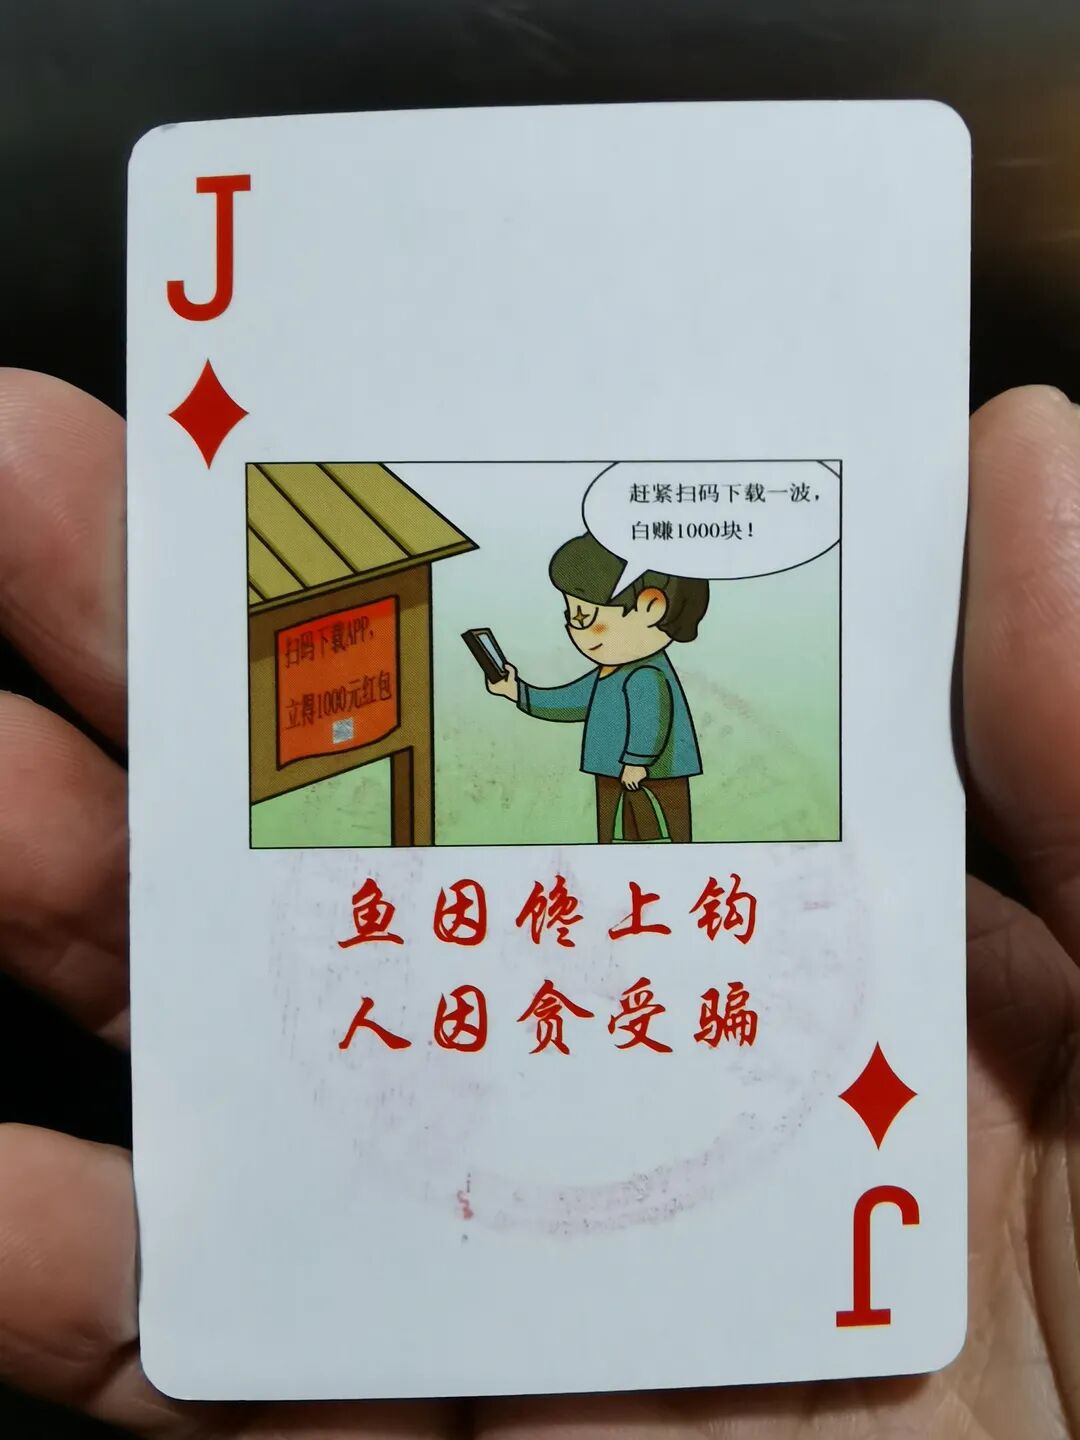 J
赶紧扫码下载一波，
白赚1000块！
扫码下载APP，
立得1000元红包
鱼因馋上钩
人因贪受骗
J